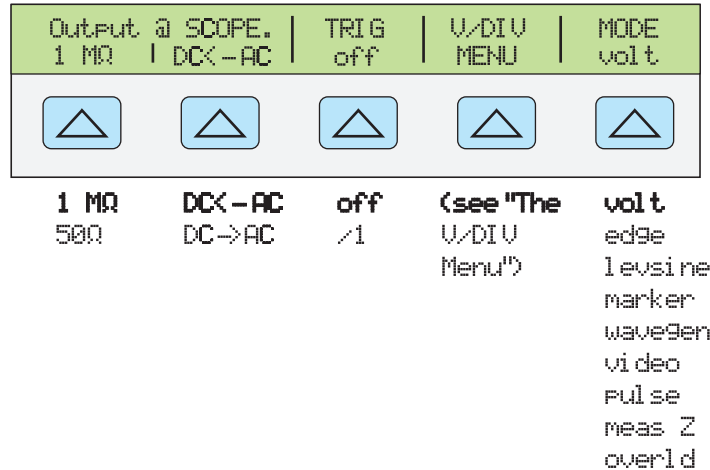 Output @ SCOPE. | TRIG | V/DIV | MODE
1 MΩ | DC<-AC | off | MENU | volt
1 MΩ DC<-AC off (see "The volt
50Ω DC->AC /1 V/DIV edge
Menu") levsine
marker
wavegen
video
pulse
meas Z
overld